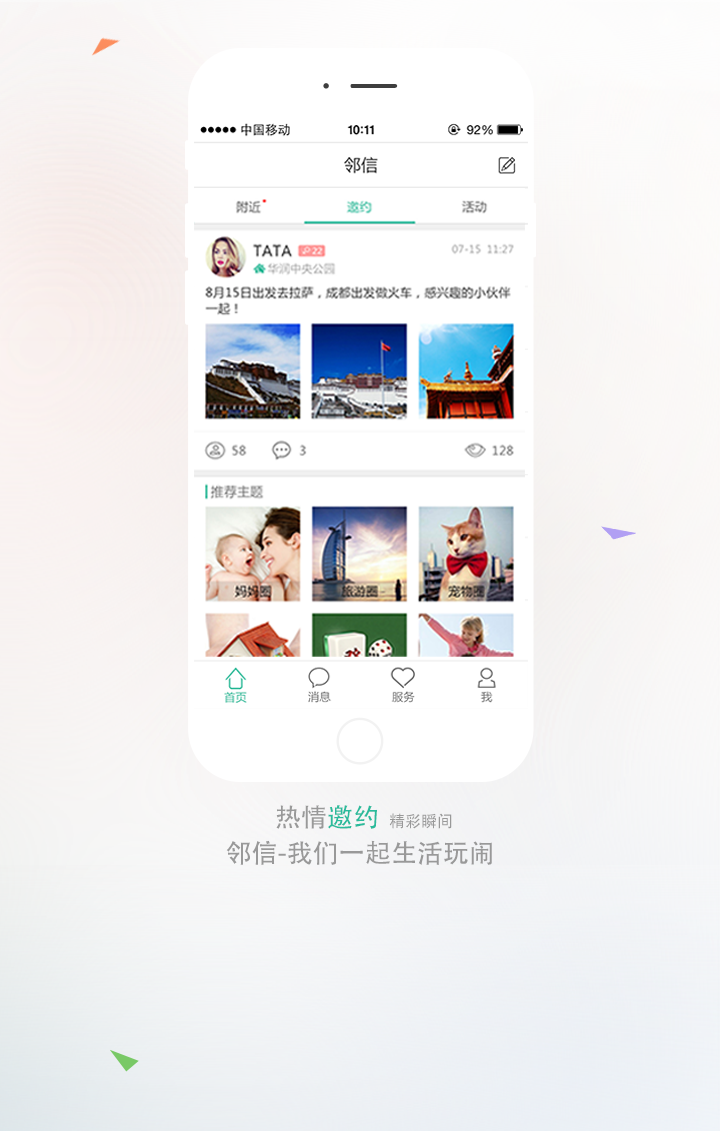 中国移动 10:11 92%
邻信
附近 邀约 活动
TATA 22 07-15 11:27
华润中央公园
8月15日出发去拉萨，成都出发做火车，感兴趣的小伙伴
一起！
58 3 128
推荐主题
妈妈圈 旅游圈 宠物圈
首页 消息 服务 我
热情邀约 精彩瞬间
邻信-我们一起生活玩闹